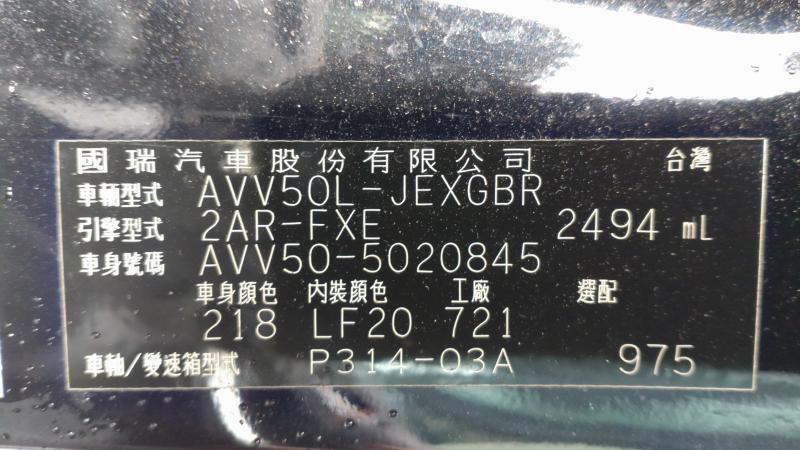 國瑞汽車股份有限公司 台灣
車輛型式 AVV50L-JEXGBR
引擎型式 2AR-FXE 2494 mL
車身號碼 AVV50-5020845
車身顏色 內裝顏色 工廠 選配
218 LF20 721
車軸/變速箱型式 P314-03A 975